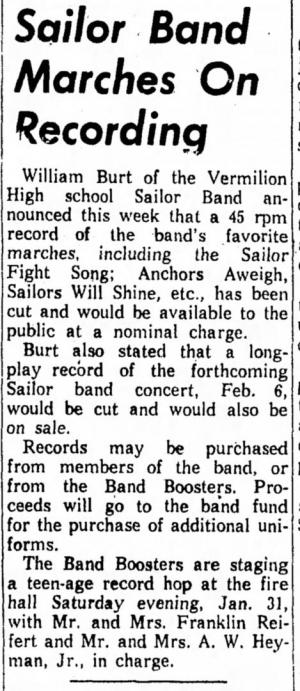 Sailor Band
Marches On
Recording
William Burt of the Vermilion
High school Sailor Band an-
nounced this week that a 45 rpm
record of the band's favorite
marches, including the Sailor
Fight Song; Anchors Aweigh,
Sailors Will Shine, etc., has been
cut and would be available to the
public at a nominal charge.
Burt also stated that a long-
play record of the forthcoming
Sailor band concert, Feb. 6,
would be cut and would also be
on sale.
Records may be purchased
from members of the band, or
from the Band Boosters. Pro-
ceeds will go to the band fund
for the purchase of additional uni-
forms.
The Band Boosters are staging
a teen-age record hop at the fire
hall Saturday evening, Jan. 31,
with Mr. and Mrs. Franklin Rei-
fert and Mr. and Mrs. A. W. Hey-
man, Jr., in charge.